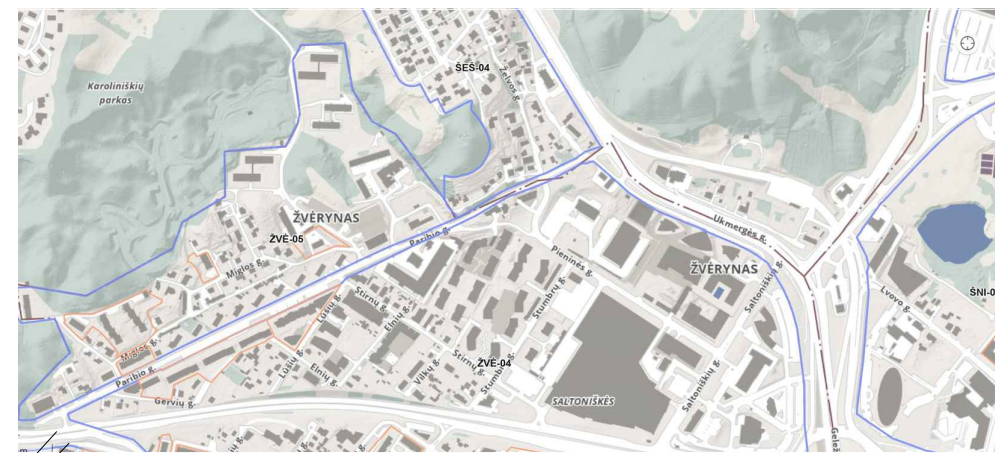 Karoliniškių
parkas
ŠEŠ-04
Želvos g.
ŽVĖRYNAS
ŽVĖ-05
Paribio g.
Ukmergės g.
Miglos g.
Pieninės g.
ŽVĖRYNAS
Saltoniškių g.
Stirnų g.
Lūšių g.
Elnių g.
Stumbrų g.
Lvovo g.
ŠNI-0
Miglos g.
Paribio g.
Lūšių g.
Elnių g.
Vilkų g.
Stirnų g.
ŽVĖ-04
Stumbrų g.
Saltoniškių g.
Gervių g.
SALTONIŠKĖS
Gelež